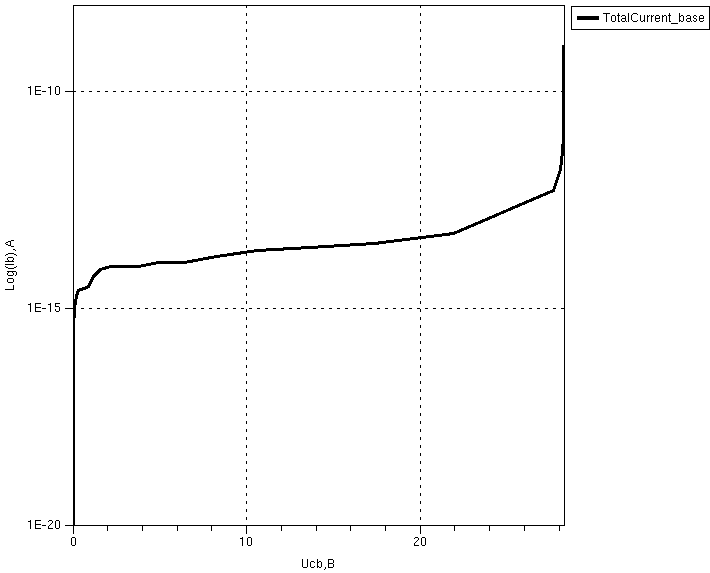 TotalCurrent_base
1E-10
Log(Ib),A
1E-15
1E-20
0 10 20
Ucb,B